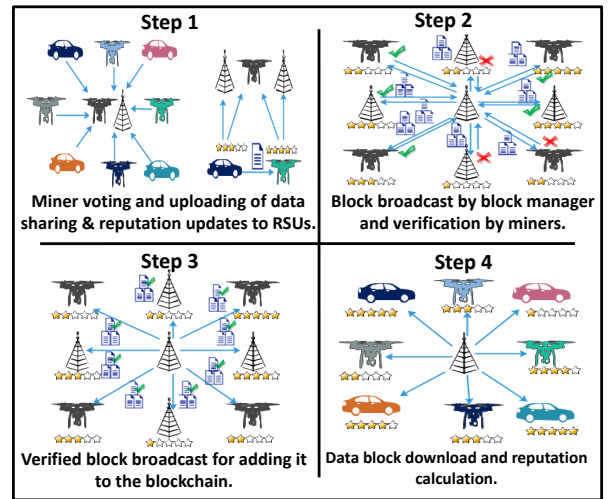 Step 1
Miner voting and uploading of data
sharing & reputation updates to RSUs.
Step 2
Block broadcast by block manager
and verification by miners.
Step 3
Verified block broadcast for adding it
to the blockchain.
Step 4
Data block download and reputation
calculation.